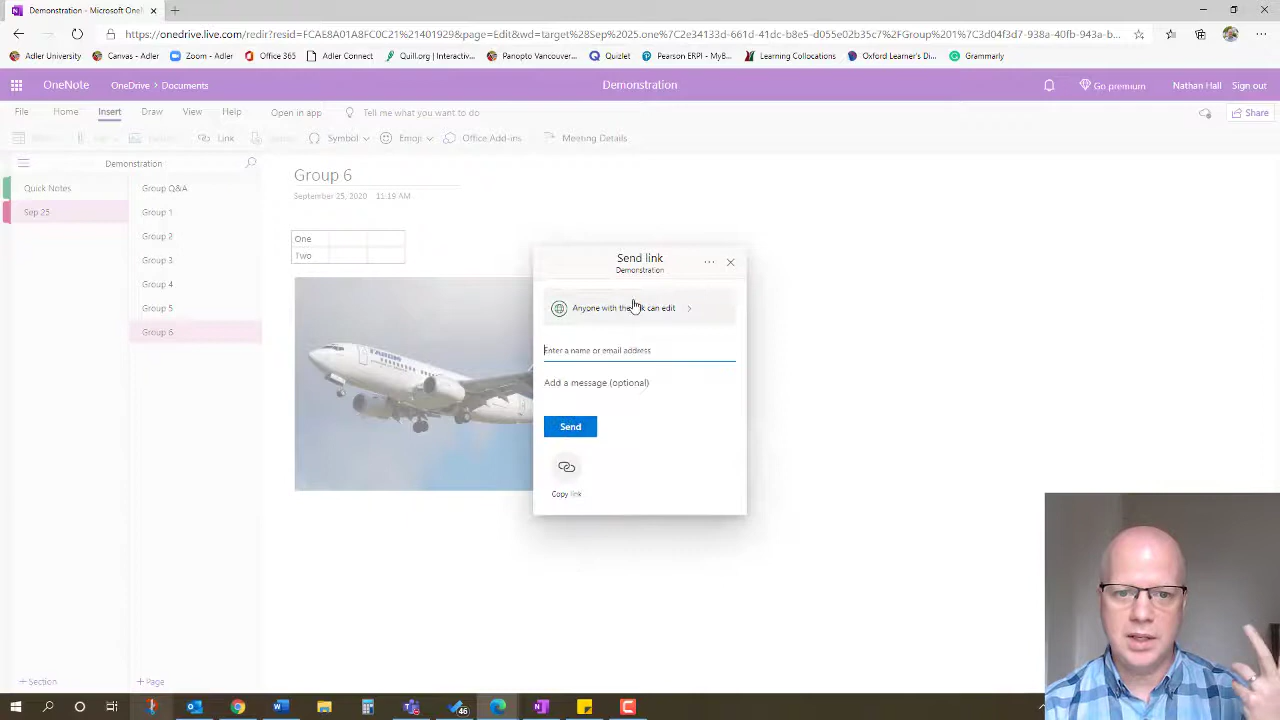 Demonstration - Microsoft OneN
https://onedrive.live.com/redir?resid=FCAE8A01A8FC0C21%21401929&page=Edit&wd=target%28Sep%2025.one%7C2e34133d-661d-41dc-b8e5-d055e02b35c7%2FGroup%201%7C3d04f3d7-938a-40fb-943a-b...
Adler University
Canvas - Adler
Zoom - Adler
Office 365
Adler Connect
Quill.org | Interactiv...
Panopto Vancouver...
Quizlet
Pearson ERPI - MyB...
Learning Collocations
Oxford Learner's Di...
Grammarly
OneNote
OneDrive > Documents
Demonstration
Go premium
Nathan Hall
Sign out
File
Home
Insert
Draw
View
Help
Open in app
Tell me what you want to do
Share
Link
Symbol
Emoji
Office Add-ins
Meeting Details
Demonstration
Quick Notes
Sep 25
Group Q&A
Group 1
Group 2
Group 3
Group 4
Group 5
Group 6
Group 6
September 25, 2020 11:19 AM
One
Two
TAROM
Send link
Demonstration
Anyone with the link can edit
Enter a name or email address
Add a message (optional)
Send
Copy link
+ Section
+ Page
46